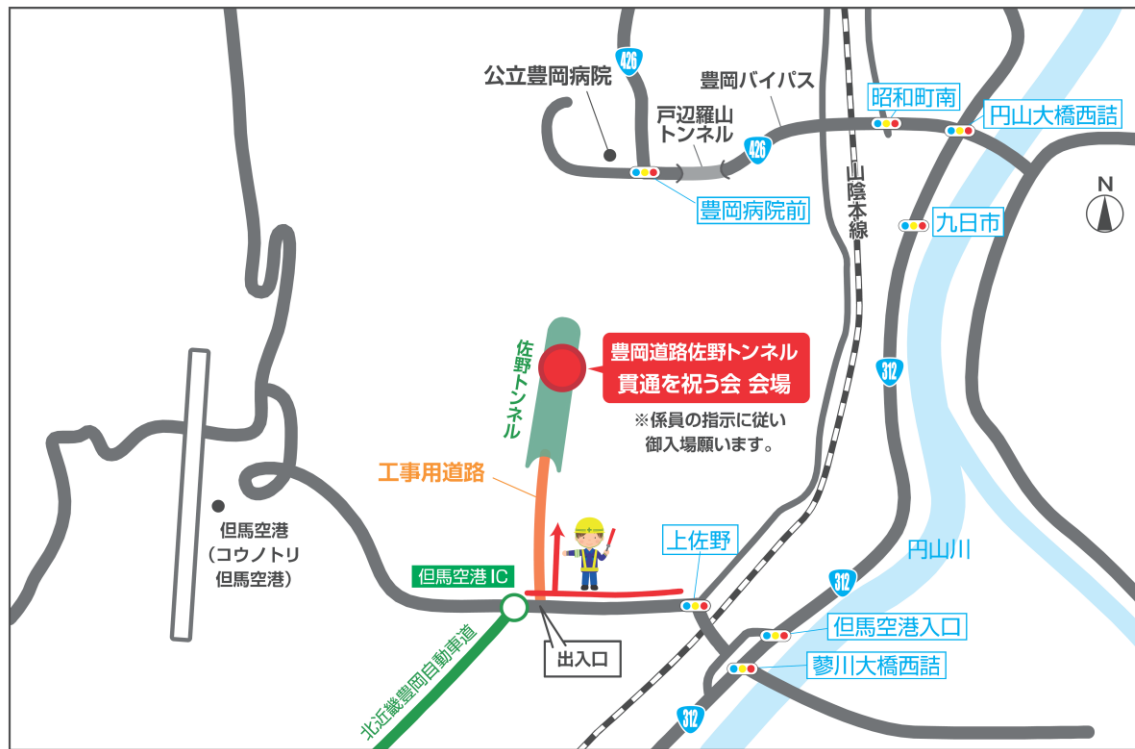 426
公立豊岡病院
豊岡バイパス
戸辺羅山
トンネル
昭和町南
円山大橋西詰
426
豊岡病院前
山陰本線
九日市
N
佐野トンネル
豊岡道路佐野トンネル
貫通を祝う会 会場
※係員の指示に従い
御入場願います。
312
工事用道路
但馬空港
（コウノトリ
但馬空港）
上佐野
円山川
但馬空港IC
312
但馬空港入口
出入口
蓼川大橋西詰
北近畿豊岡自動車道
312